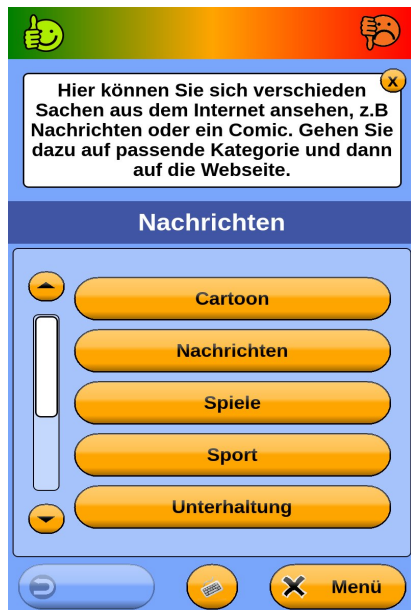 Hier können Sie sich verschieden
Sachen aus dem Internet ansehen, z.B
Nachrichten oder ein Comic. Gehen Sie
dazu auf passende Kategorie und dann
auf die Webseite.
X
Nachrichten
Cartoon
Nachrichten
Spiele
Sport
Unterhaltung
Menü